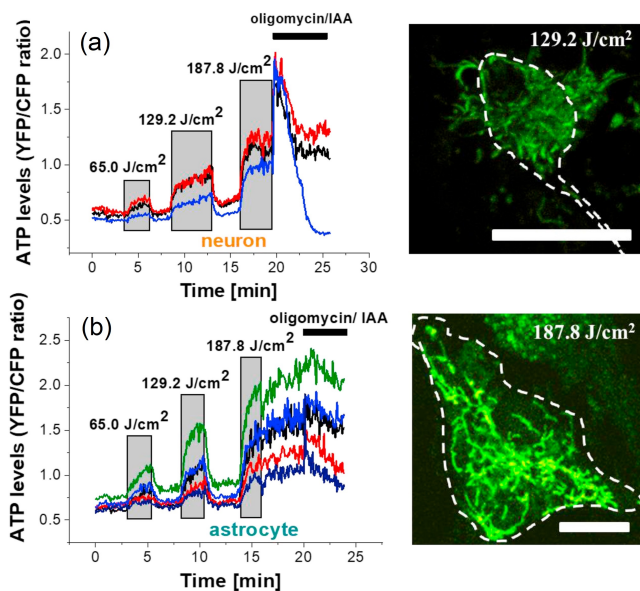 (a)
oligomycin/IAA
ATP levels (YFP/CFP ratio)
2.0
1.5
1.0
0.5
65.0 J/cm²
129.2 J/cm²
187.8 J/cm²
neuron
0 5 10 15 20 25 30
Time [min]
129.2 J/cm²
(b)
oligomycin/ IAA
ATP levels (YFP/CFP ratio)
2.5
2.0
1.5
1.0
0.5
65.0 J/cm²
129.2 J/cm²
187.8 J/cm²
astrocyte
0 5 10 15 20 25
Time [min]
187.8 J/cm²